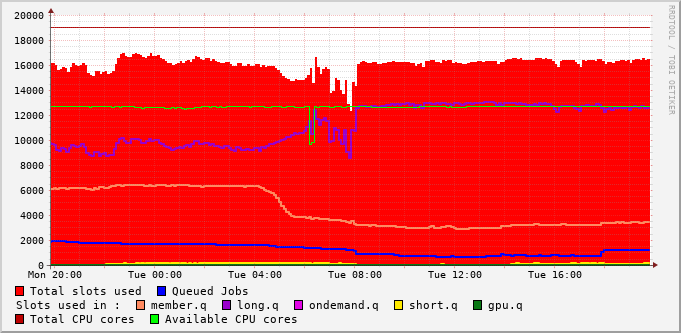 20000
18000
16000
14000
12000
10000
8000
6000
4000
2000
0
Mon 20:00 Tue 00:00 Tue 04:00 Tue 08:00 Tue 12:00 Tue 16:00
Total slots used Queued Jobs
Slots used in : member.q long.q ondemand.q short.q gpu.q
Total CPU cores Available CPU cores
RRDTOOL / TOBI OETIKER